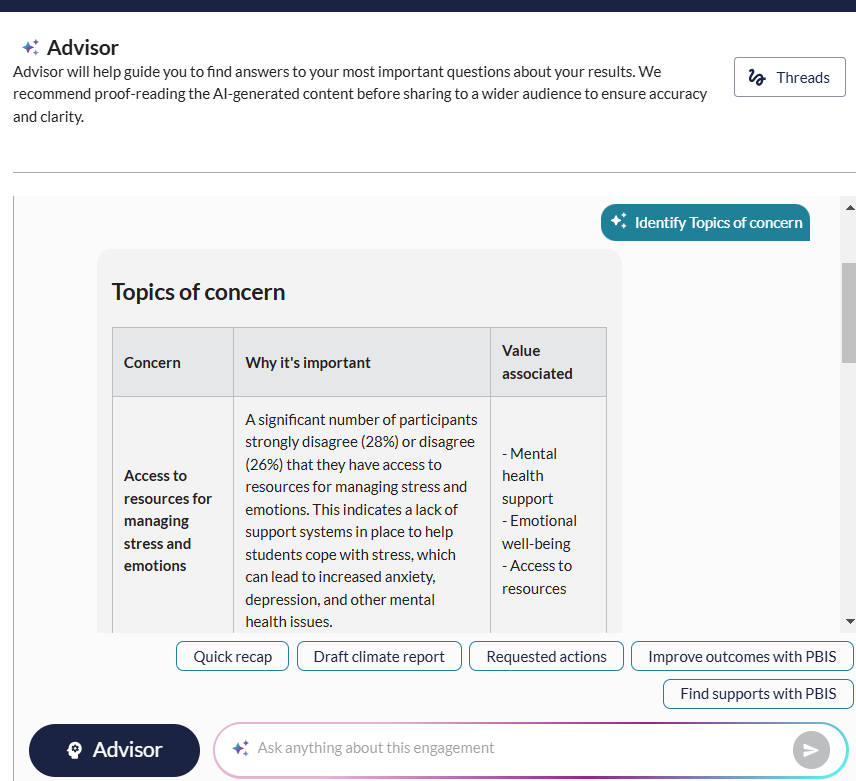 Advisor
Advisor will help guide you to find answers to your most important questions about your results. We
recommend proof-reading the AI-generated content before sharing to a wider audience to ensure accuracy
and clarity.
Threads
Identify Topics of concern
Topics of concern
Concern
Why it's important
Value
associated
Access to
resources for
managing
stress and
emotions
A significant number of participants
strongly disagree (28%) or disagree
(26%) that they have access to
resources for managing stress and
emotions. This indicates a lack of
support systems in place to help
students cope with stress, which
can lead to increased anxiety,
depression, and other mental
health issues.
- Mental
health
support
- Emotional
well-being
- Access to
resources
Quick recap
Draft climate report
Requested actions
Improve outcomes with PBIS
Find supports with PBIS
Advisor
Ask anything about this engagement